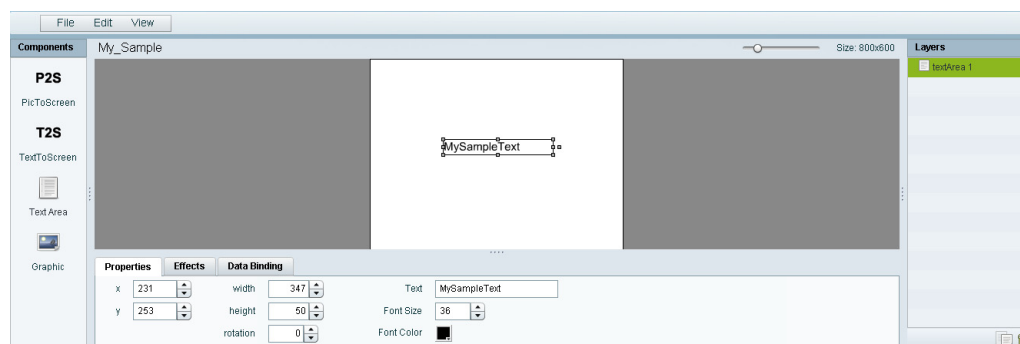 File Edit View
Components My_Sample Size: 800x600 Layers
textArea 1
P2S
PicToScreen
T2S
TextToScreen
MySampleText
Text Area
Graphic
Properties Effects Data Binding
x 231 width 347 Text MySampleText
y 253 height 50 Font Size 36
rotation 0 Font Color